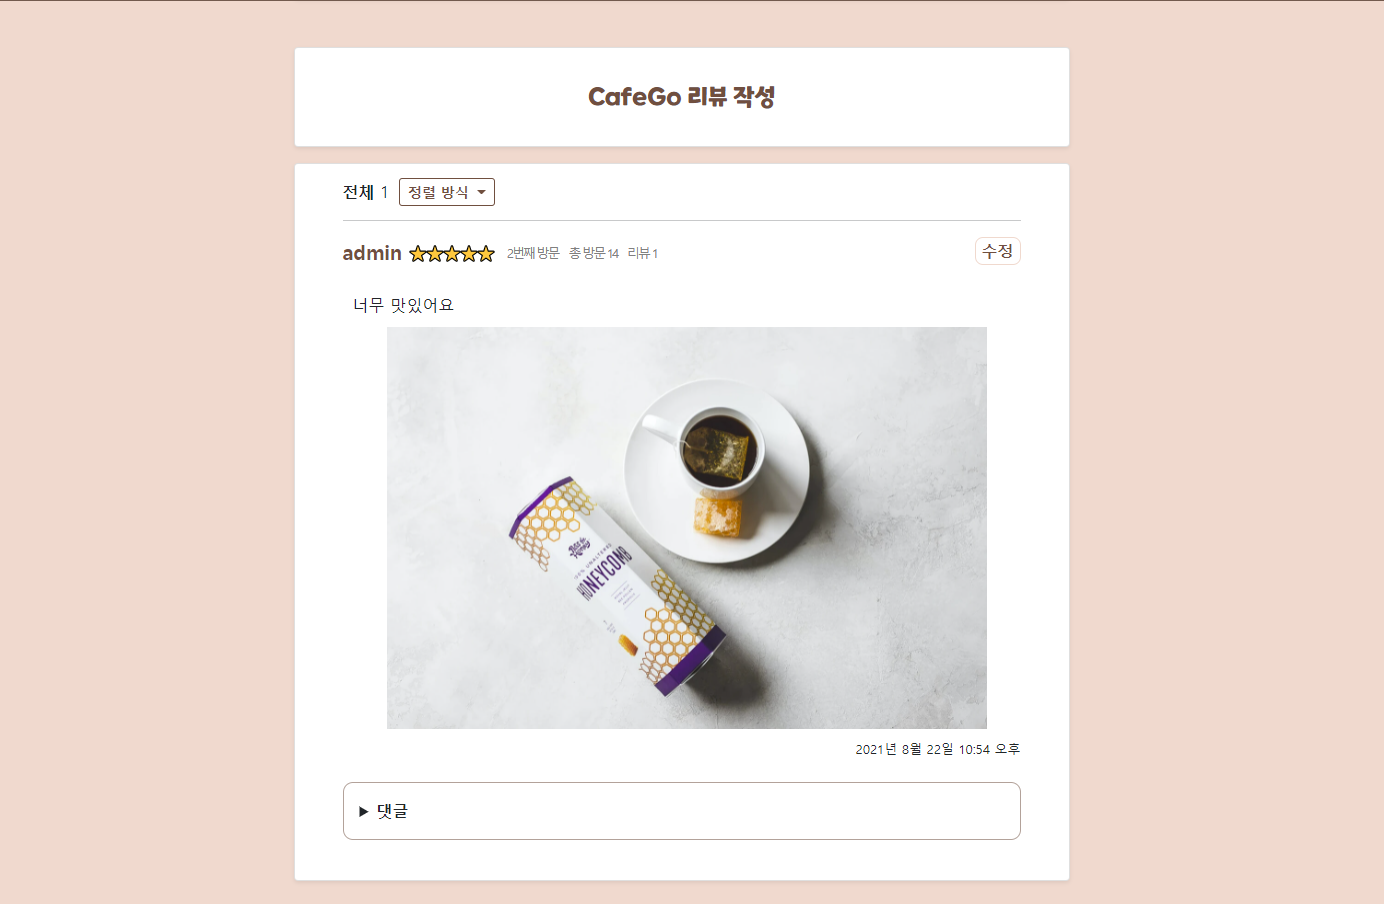 CafeGo 리뷰 작성
전체 1 정렬 방식
admin 2번째 방문 총 방문 14 리뷰 1 수정
너무 맛있어요
100% UNALTERED
HONEYCOMB
2021년 8월 22일 10:54 오후
댓글